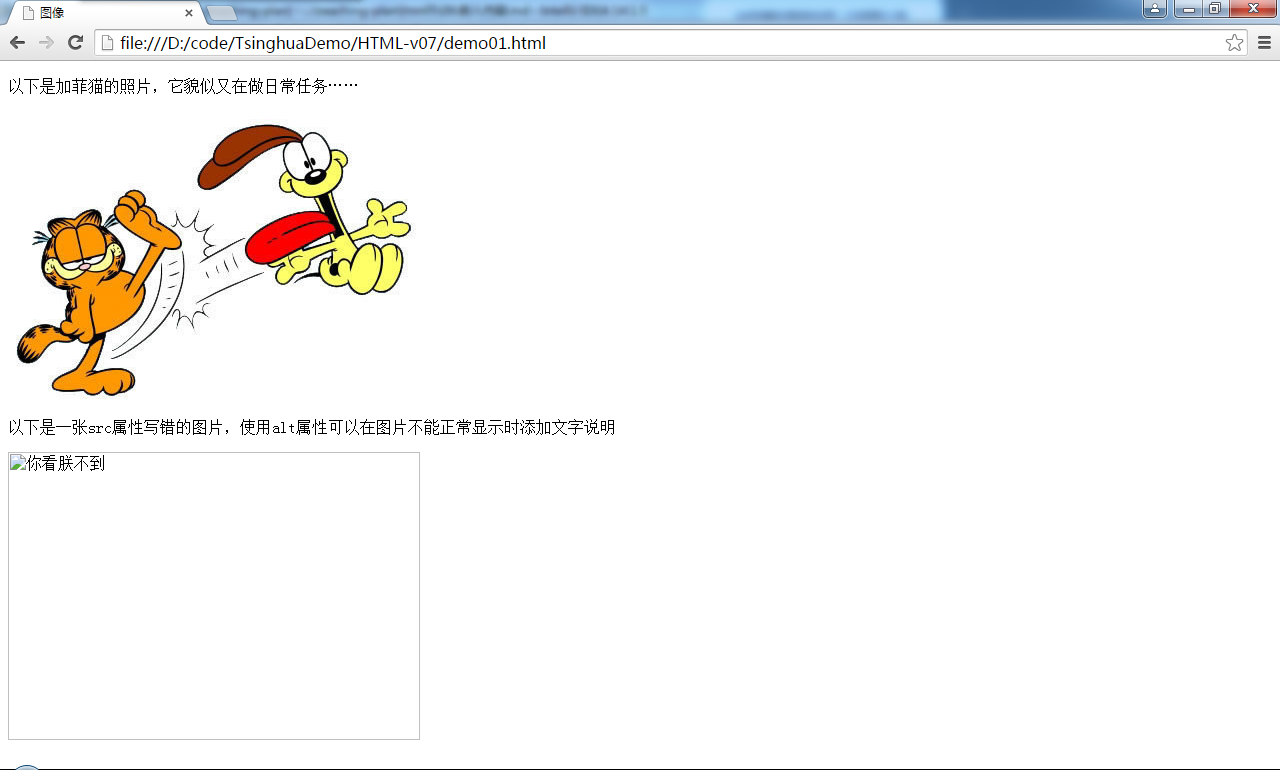 图像
file:///D:/code/TsinghuaDemo/HTML-v07/demo01.html
以下是加菲猫的照片，它貌似又在做日常任务……
以下是一张src属性写错的图片，使用alt属性可以在图片不能正常显示时添加文字说明
你看朕不到